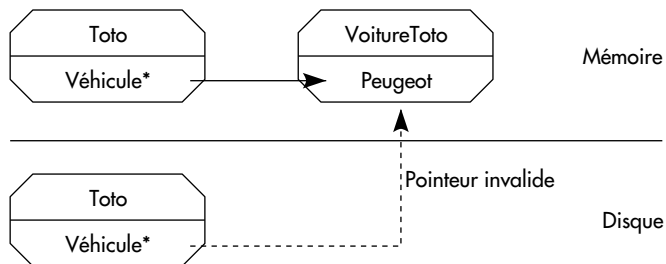 Toto
Véhicule*
VoitureToto
Peugeot
Mémoire
Pointeur invalide
Toto
Véhicule*
Disque